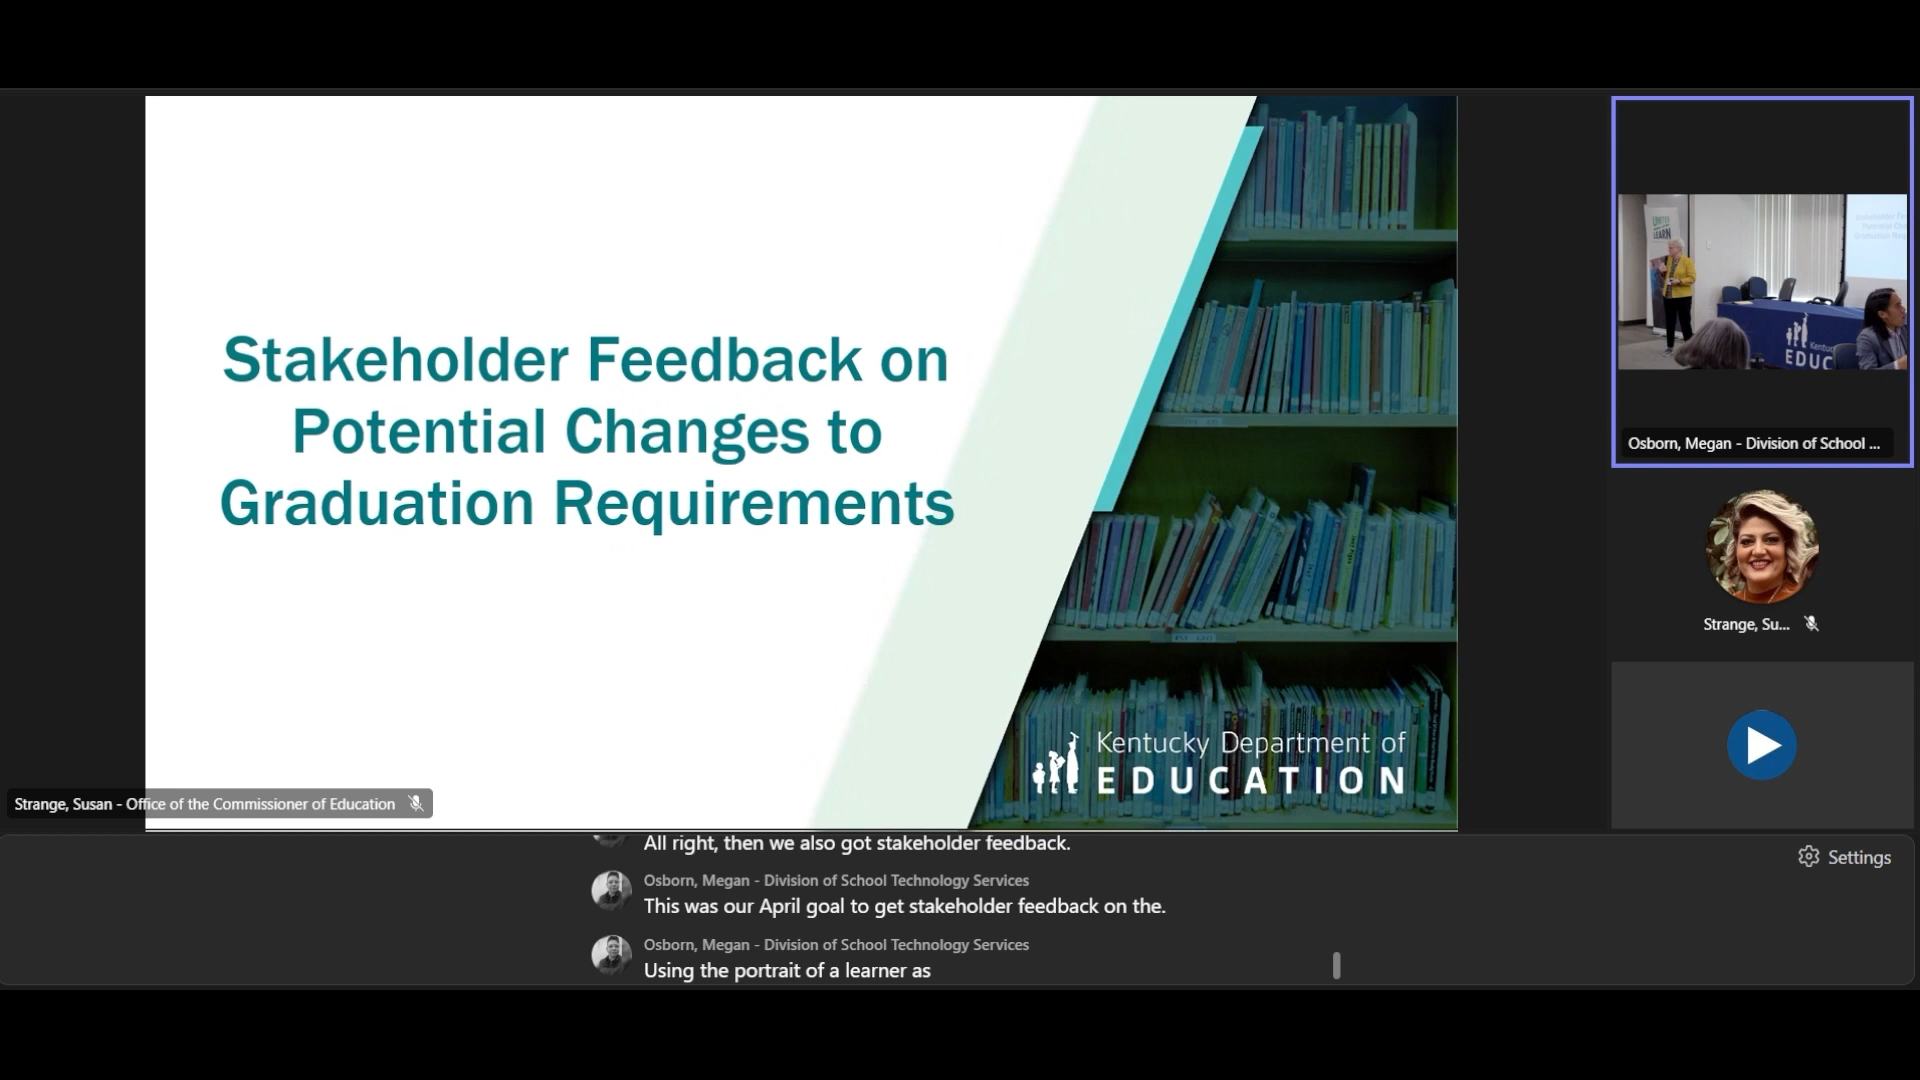 Stakeholder Feedback on
Potential Changes to
Graduation Requirements
Kentucky Department of
EDUCATION
Strange, Susan - Office of the Commissioner of Education
UNITED
LEARN
EDUC
Osborn, Megan - Division of School ...
Strange, Su...
All right, then we also got stakeholder feedback.
Osborn, Megan - Division of School Technology Services
This was our April goal to get stakeholder feedback on the.
Osborn, Megan - Division of School Technology Services
Using the portrait of a learner as
Settings